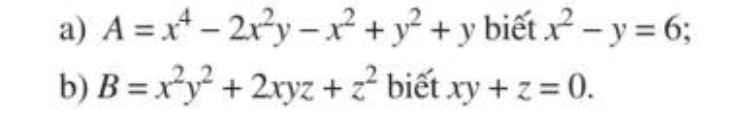 a) A = x⁴ – 2x²y – x² + y² + y biết x² – y = 6;
b) B = x²y² + 2xyz + z² biết xy + z = 0.